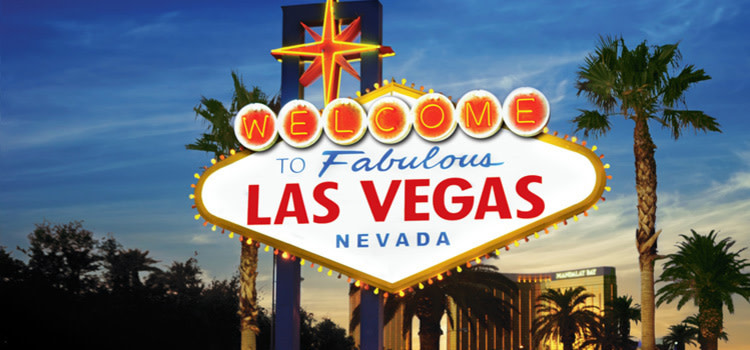 WELCOME
TO Fabulous
LAS VEGAS
NEVADA
MANDALAY BAY